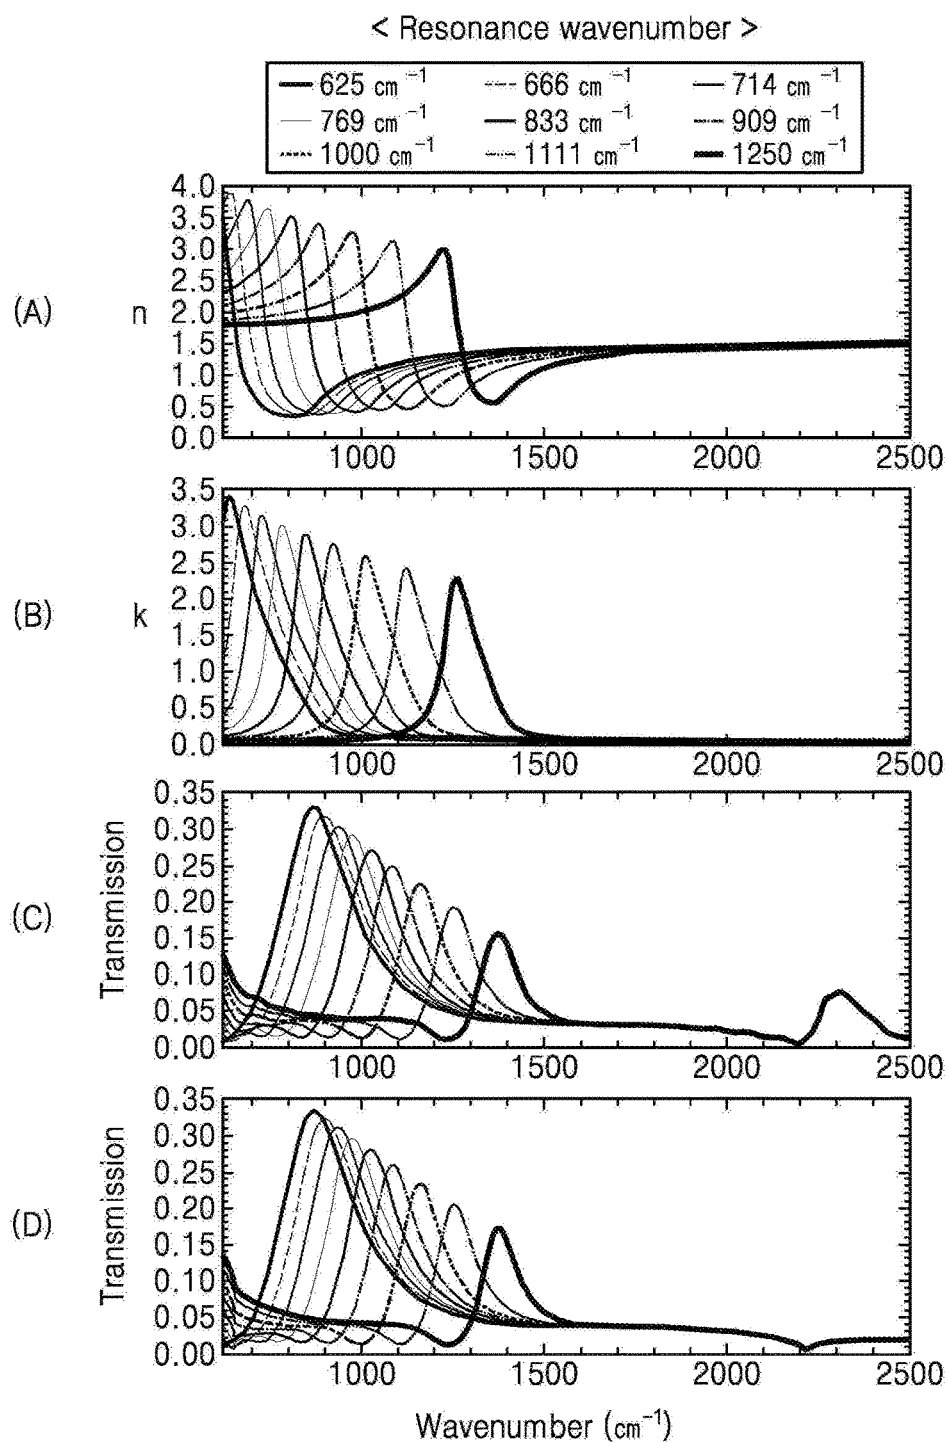 < Resonance wavenumber >
625 cm⁻¹ 666 cm⁻¹ 714 cm⁻¹
769 cm⁻¹ 833 cm⁻¹ 909 cm⁻¹
1000 cm⁻¹ 1111 cm⁻¹ 1250 cm⁻¹
(A)
n
4.0
3.5
3.0
2.5
2.0
1.5
1.0
0.5
0.0
1000 1500 2000 2500
(B)
k
3.5
3.0
2.5
2.0
1.5
1.0
0.5
0.0
1000 1500 2000 2500
(C)
Transmission
0.35
0.30
0.25
0.20
0.15
0.10
0.05
0.00
1000 1500 2000 2500
(D)
Transmission
0.35
0.30
0.25
0.20
0.15
0.10
0.05
0.00
1000 1500 2000 2500
Wavenumber (cm⁻¹)